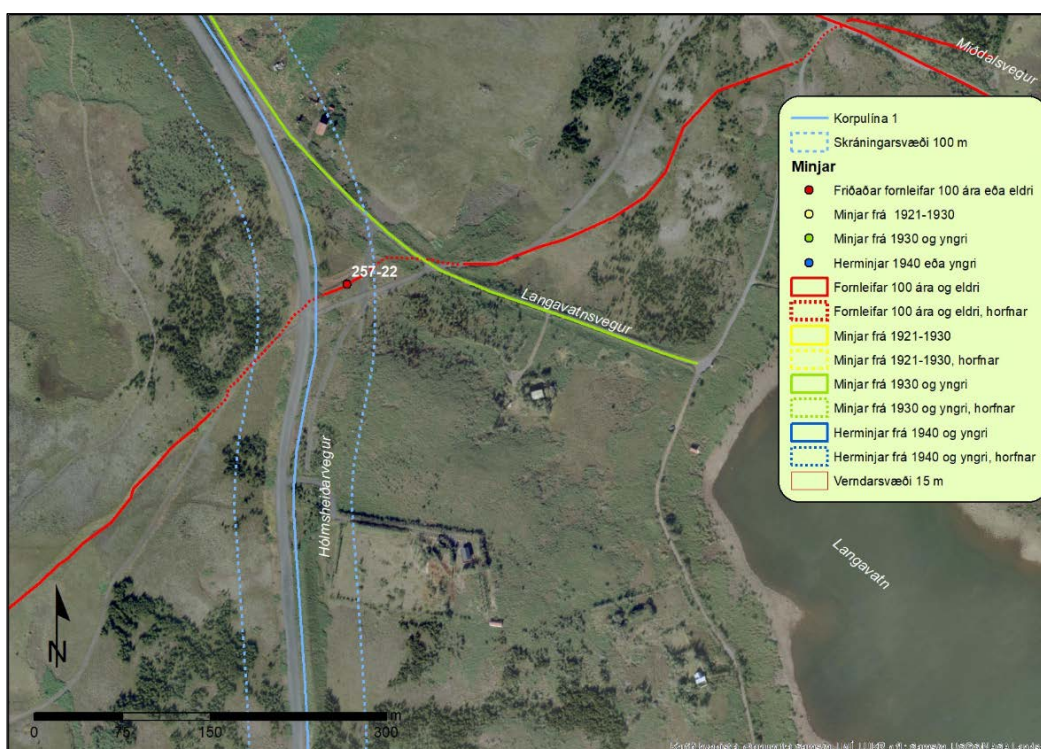 Miðdalsvegur
Korpulína 1
Skráningarsvæði 100 m
Minjar
Friðaðar fornleifar 100 ára eða eldri
Minjar frá 1921-1930
Minjar frá 1930 og yngri
Herminjar 1940 eða yngri
Fornleifar 100 ára og eldri
Fornleifar 100 ára og eldri, horfnar
Minjar frá 1921-1930
Minjar frá 1921-1930, horfnar
Minjar frá 1930 og yngri
Minjar frá 1930 og yngri, horfnar
Herminjar frá 1940 og yngri
Herminjar frá 1940 og yngri, horfnar
Verndarsvæði 15 m
257-22
Langavatnsvegur
Hólmsheiðarvegur
Langavatn
N
m
0 75 150 300